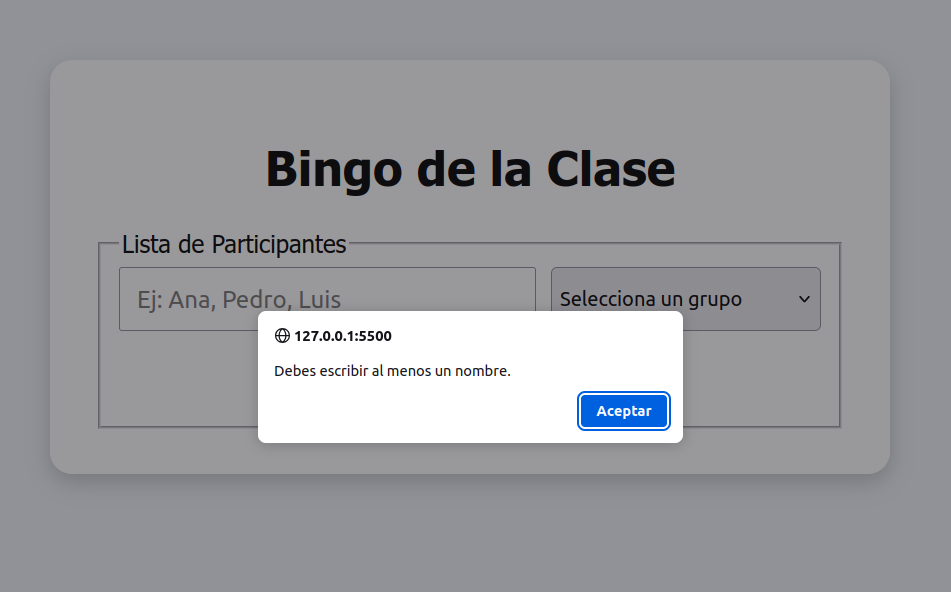 Bingo de la Clase
Lista de Participantes
Ej: Ana, Pedro, Luis
Selecciona un grupo
127.0.0.1:5500
Debes escribir al menos un nombre.
Aceptar